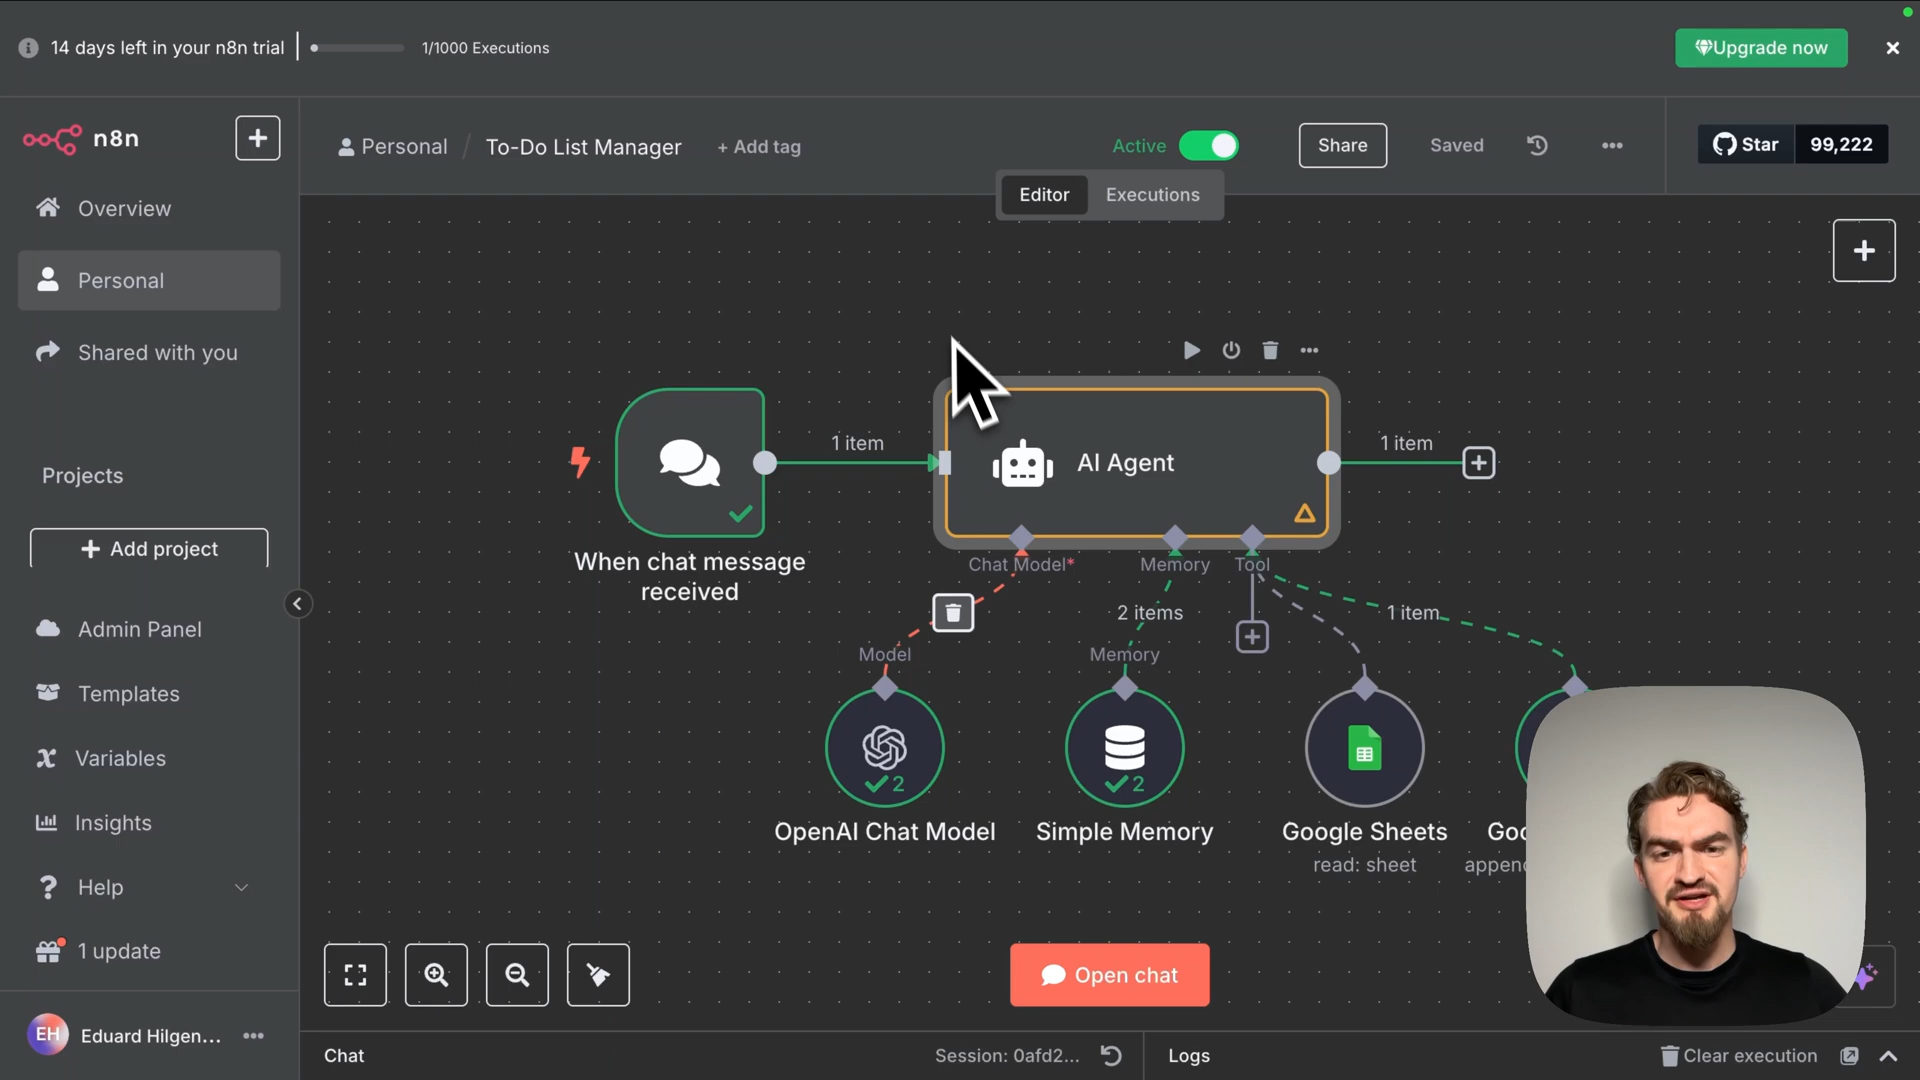 14 days left in your n8n trial
1/1000 Executions
Upgrade now
n8n
Personal / To-Do List Manager
+ Add tag
Active
Share
Saved
Star
99,222
Editor
Executions
Overview
Personal
Shared with you
Projects
Add project
Admin Panel
Templates
Variables
Insights
Help
1 update
EH
Eduard Hilgen...
1 item
AI Agent
1 item
When chat message
received
Chat Model*
Memory
Tool
2 items
1 item
Model
Memory
2
2
OpenAI Chat Model
Simple Memory
Google Sheets
read: sheet
Open chat
Chat
Session: 0afd2...
Logs
Clear execution